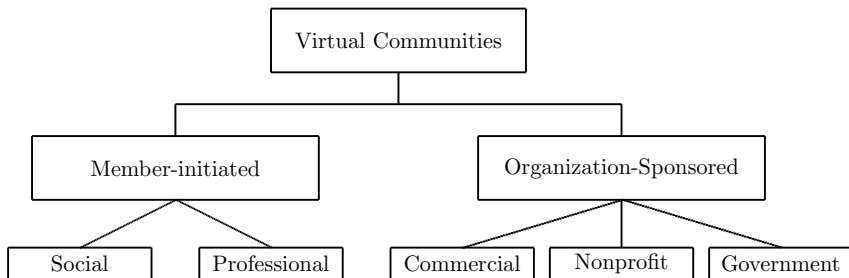 Virtual Communities
Member-initiated
Organization-Sponsored
Social
Professional
Commercial
Nonprofit
Government